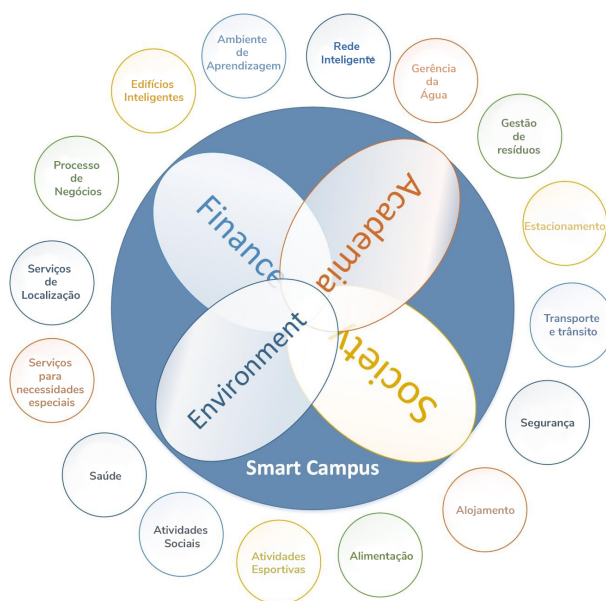 Ambiente
de
Aprendizagem
Rede
Inteligente
Gerência
da
Água
Gestão
de
resíduos
Estacionamento
Transporte
e trânsito
Segurança
Alojamento
Alimentação
Atividades
Esportivas
Atividades
Sociais
Saúde
Serviços
para
necessidades
especiais
Serviços
de
Localização
Processo
de
Negócios
Edifícios
Inteligentes
Finance
Academia
Environment
Society
Smart Campus